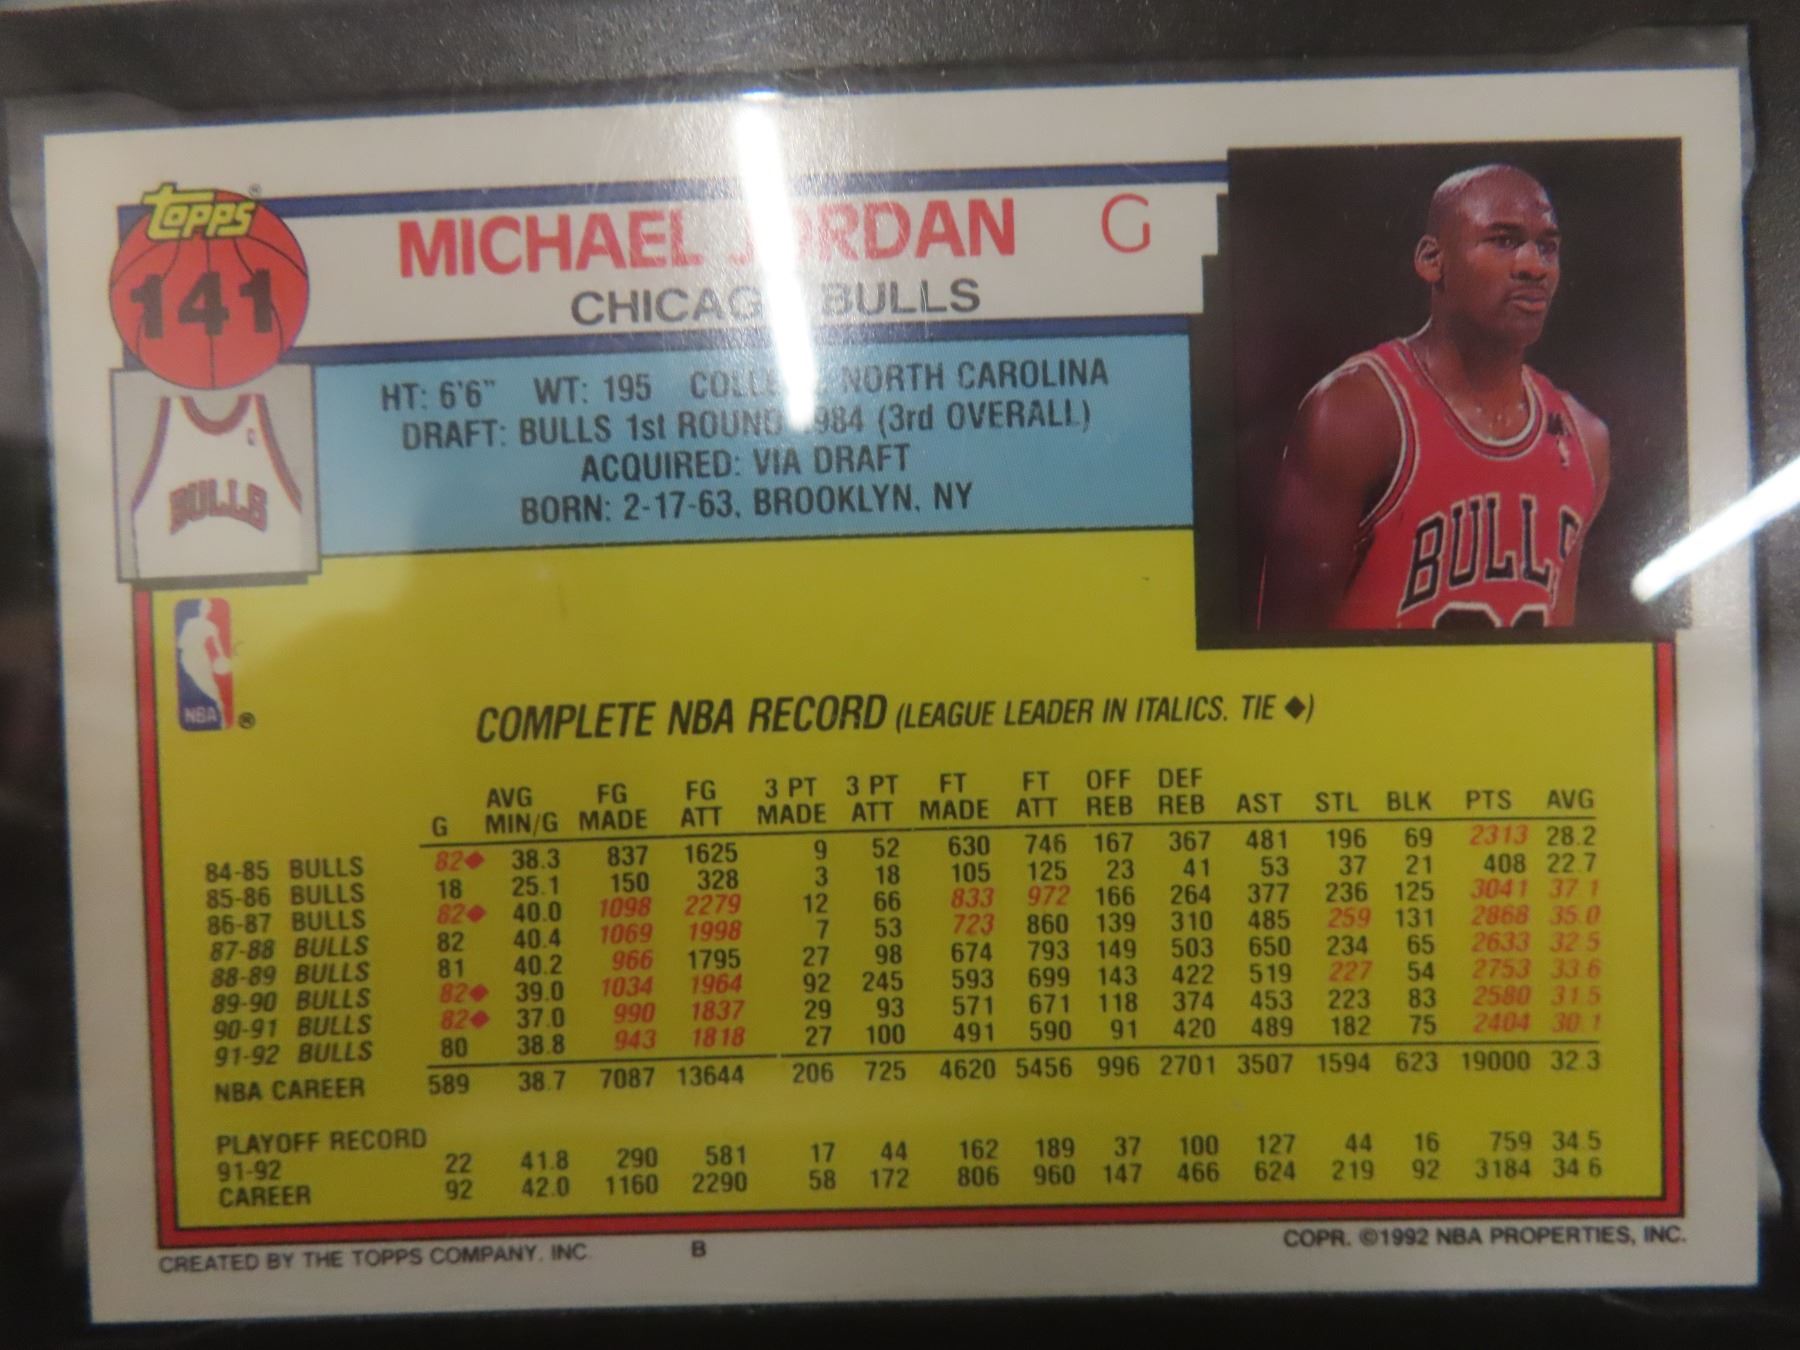 topps ®
141
MICHAEL JORDAN G
CHICAGO BULLS
HT: 6'6" WT: 195 COLLEGE: NORTH CAROLINA
DRAFT: BULLS 1st ROUND 1984 (3rd OVERALL)
ACQUIRED: VIA DRAFT
BORN: 2-17-63, BROOKLYN, NY
BULLS
BULLS
NBA ®
COMPLETE NBA RECORD (LEAGUE LEADER IN ITALICS. TIE ◆)
G AVG MIN/G FG MADE FG ATT 3 PT MADE 3 PT ATT FT MADE FT ATT OFF REB DEF REB AST STL BLK PTS AVG
84-85 BULLS 82◆ 38.3 837 1625 9 52 630 746 167 367 481 196 69 2313 28.2
85-86 BULLS 18 25.1 150 328 3 18 105 125 23 41 53 37 21 408 22.7
86-87 BULLS 82◆ 40.0 1098 2279 12 66 833 972 166 264 377 236 125 3041 37.1
87-88 BULLS 82 40.4 1069 1998 7 53 723 860 139 310 485 259 131 2868 35.0
88-89 BULLS 81 40.2 966 1795 27 98 674 793 149 503 650 234 65 2633 32.5
89-90 BULLS 82◆ 39.0 1034 1964 92 245 593 699 143 422 519 227 54 2753 33.6
90-91 BULLS 82◆ 37.0 990 1837 29 93 571 671 118 374 453 223 83 2580 31.5
91-92 BULLS 80 38.8 943 1818 27 100 491 590 91 420 489 182 75 2404 30.1
NBA CAREER 589 38.7 7087 13644 206 725 4620 5456 996 2701 3507 1594 623 19000 32.3
PLAYOFF RECORD
91-92 22 41.8 290 581 17 44 162 189 37 100 127 44 16 759 34.5
CAREER 92 42.0 1160 2290 58 172 806 960 147 466 624 219 92 3184 34.6
CREATED BY THE TOPPS COMPANY, INC. B COPR. ©1992 NBA PROPERTIES, INC.